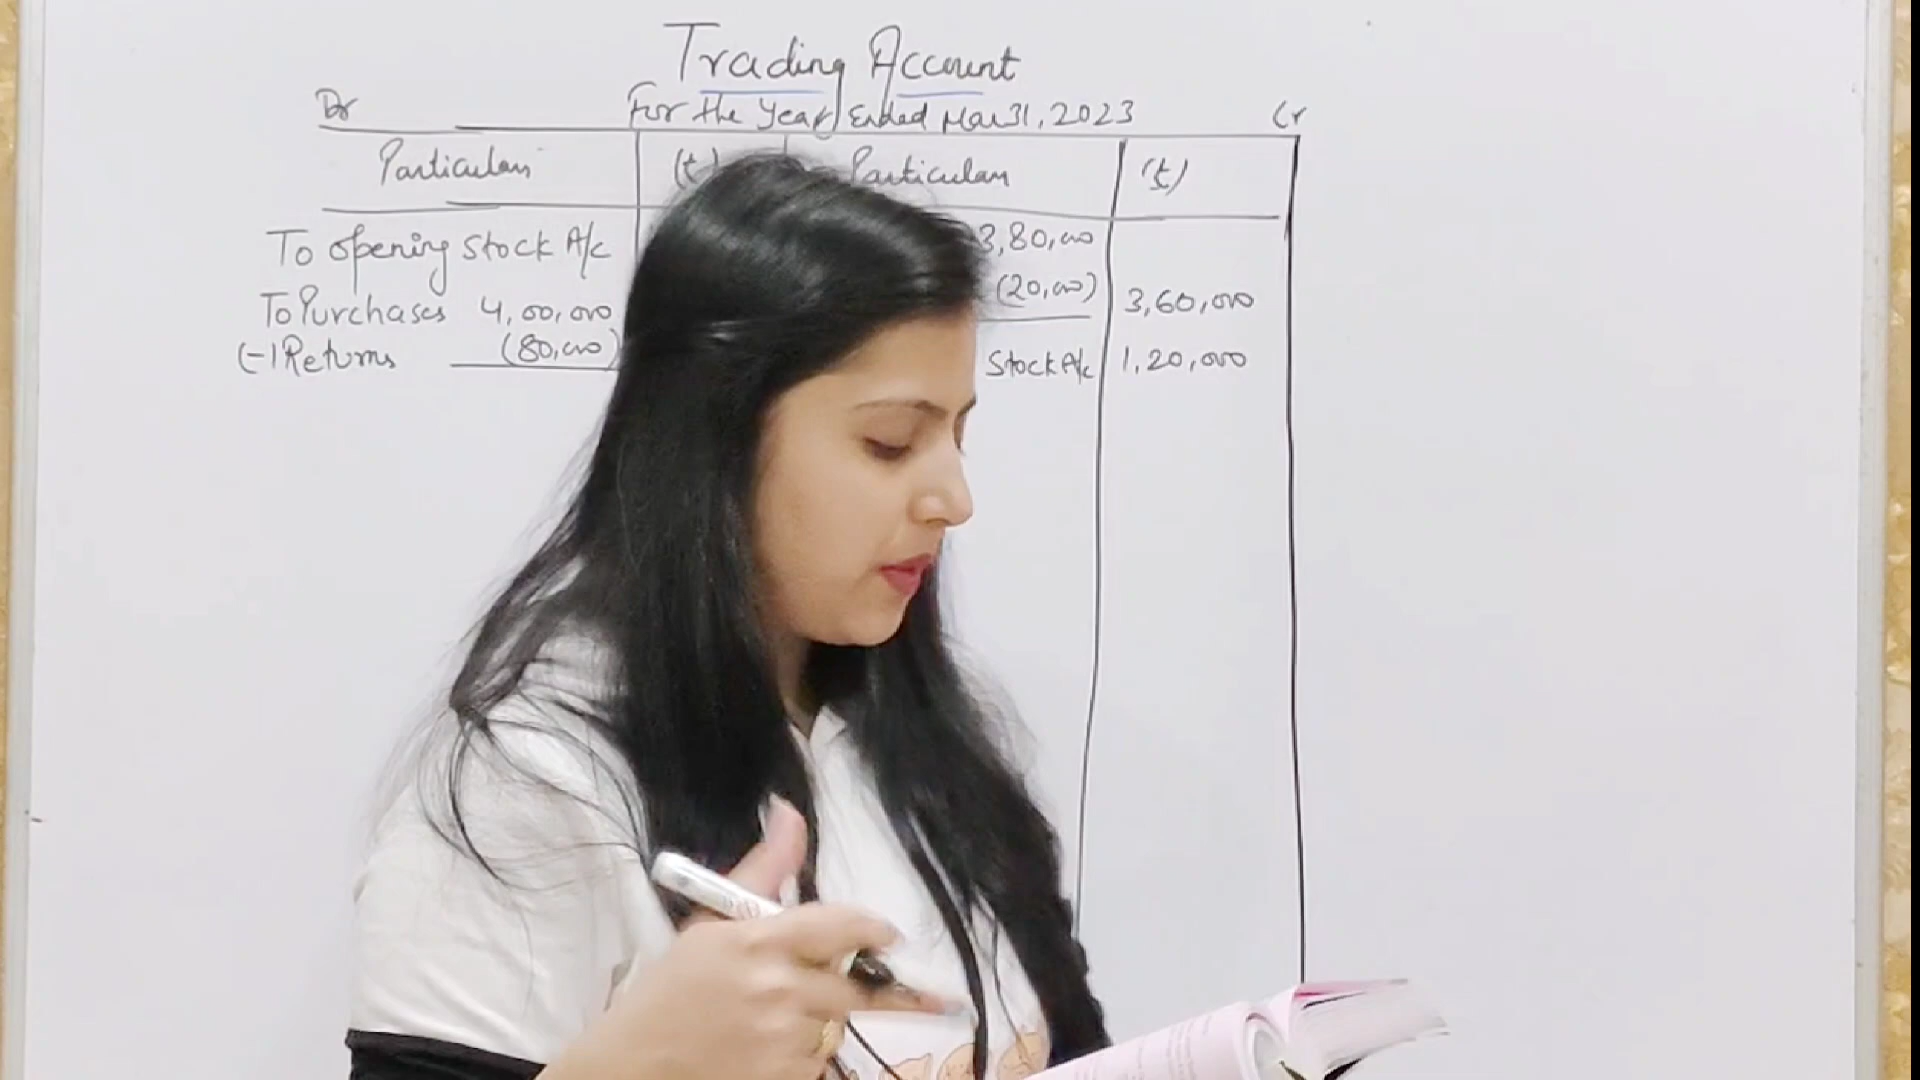 Trading Account
Dr For the Year Ended Mar 31, 2023 Cr
Particulars (₹) Particulars (₹)
To opening Stock A/c 3,80,000
To Purchases 4,00,000 (20,000) 3,60,000
(-) Returns (80,000) Stock A/c 1,20,000